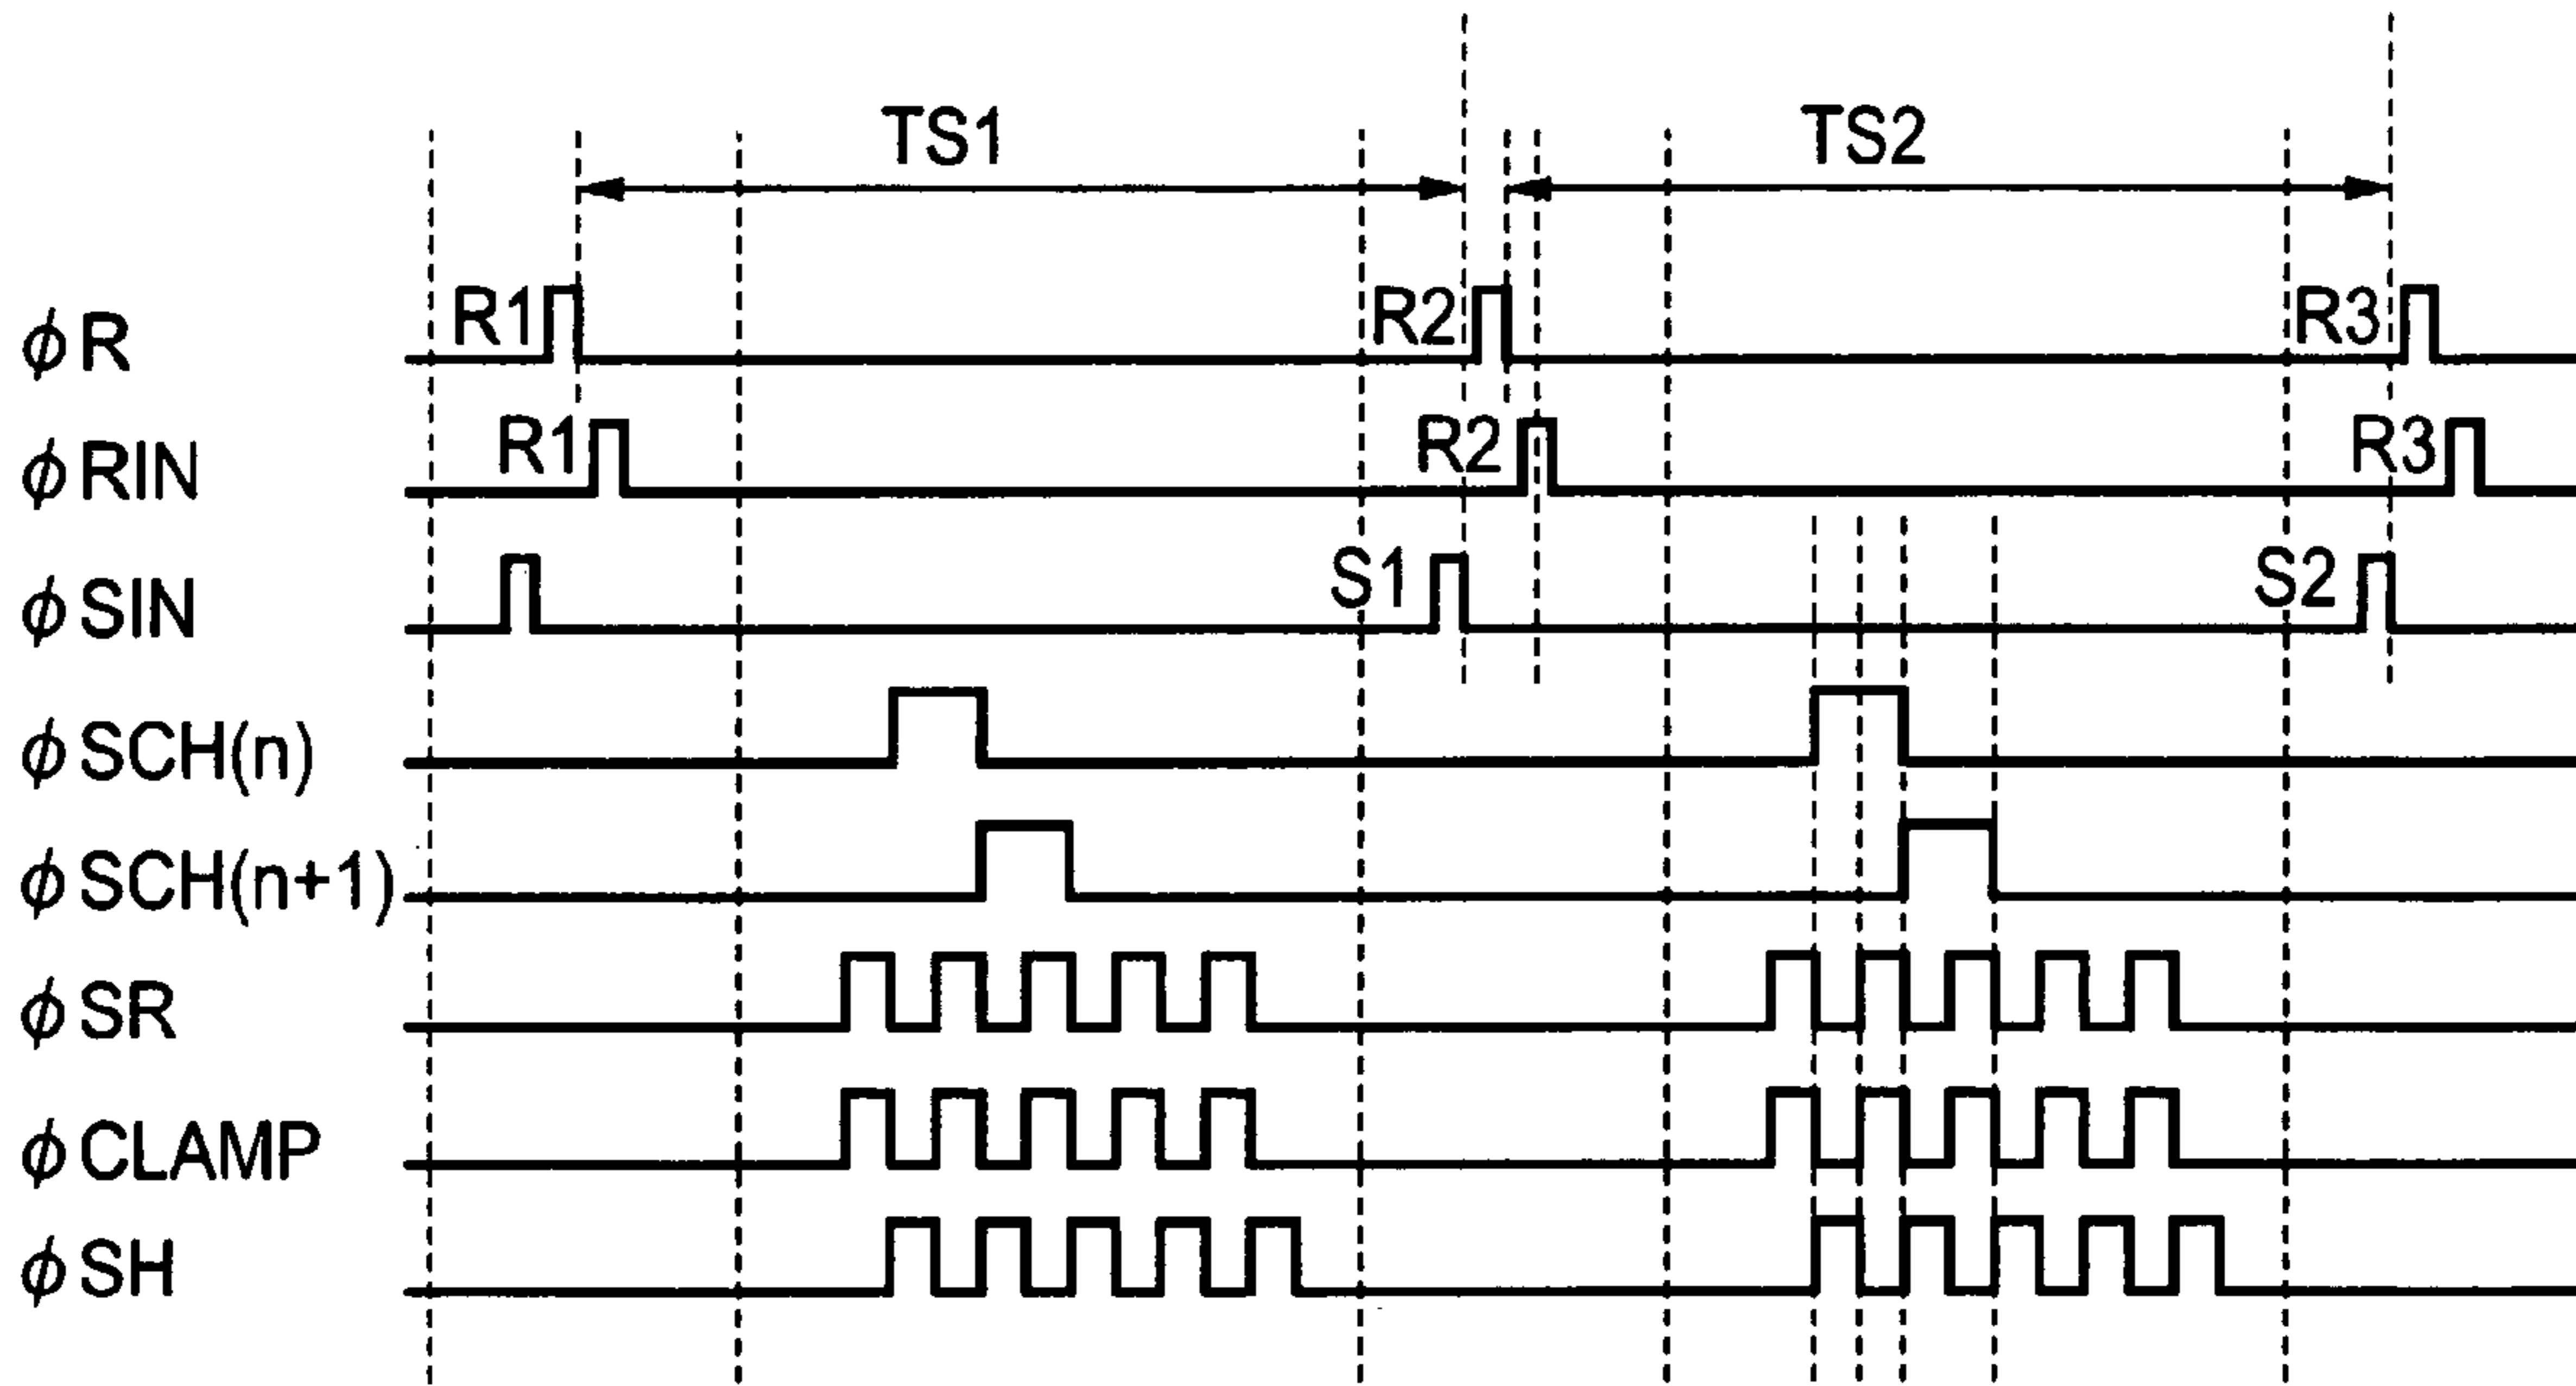 TS1 TS2
ϕR R1 R2 R3
ϕRIN R1 R2 R3
ϕSIN S1 S2
ϕSCH(n)
ϕSCH(n+1)
ϕSR
ϕCLAMP
ϕSH